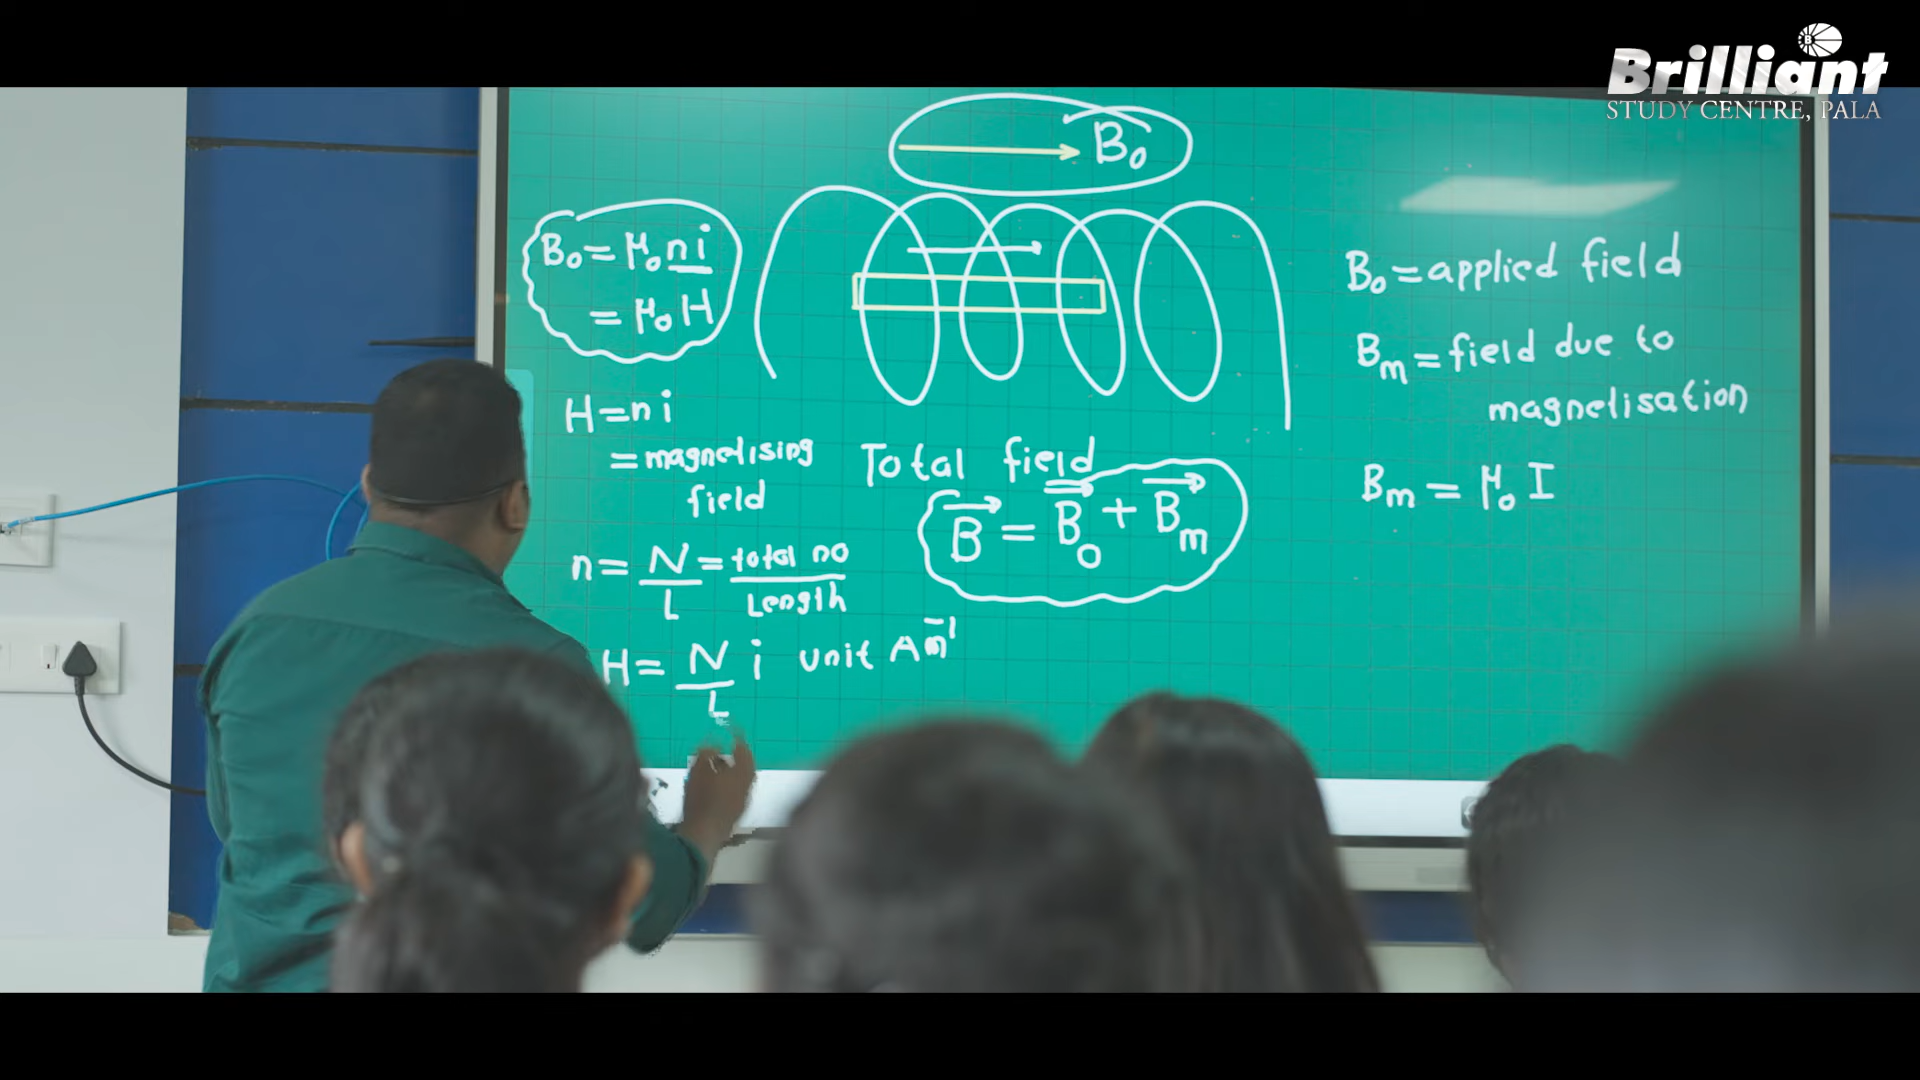 Brilliant
STUDY CENTRE, PALA
B₀
B₀ = μ₀ni
= μ₀H
H = ni
= magnetising
field
n = N/L = total no/Length
H = N/L i unit Am⁻¹
Total field
B⃗ = B⃗₀ + B⃗m
B₀ = applied field
Bm = field due to
magnetisation
Bm = μ₀ I